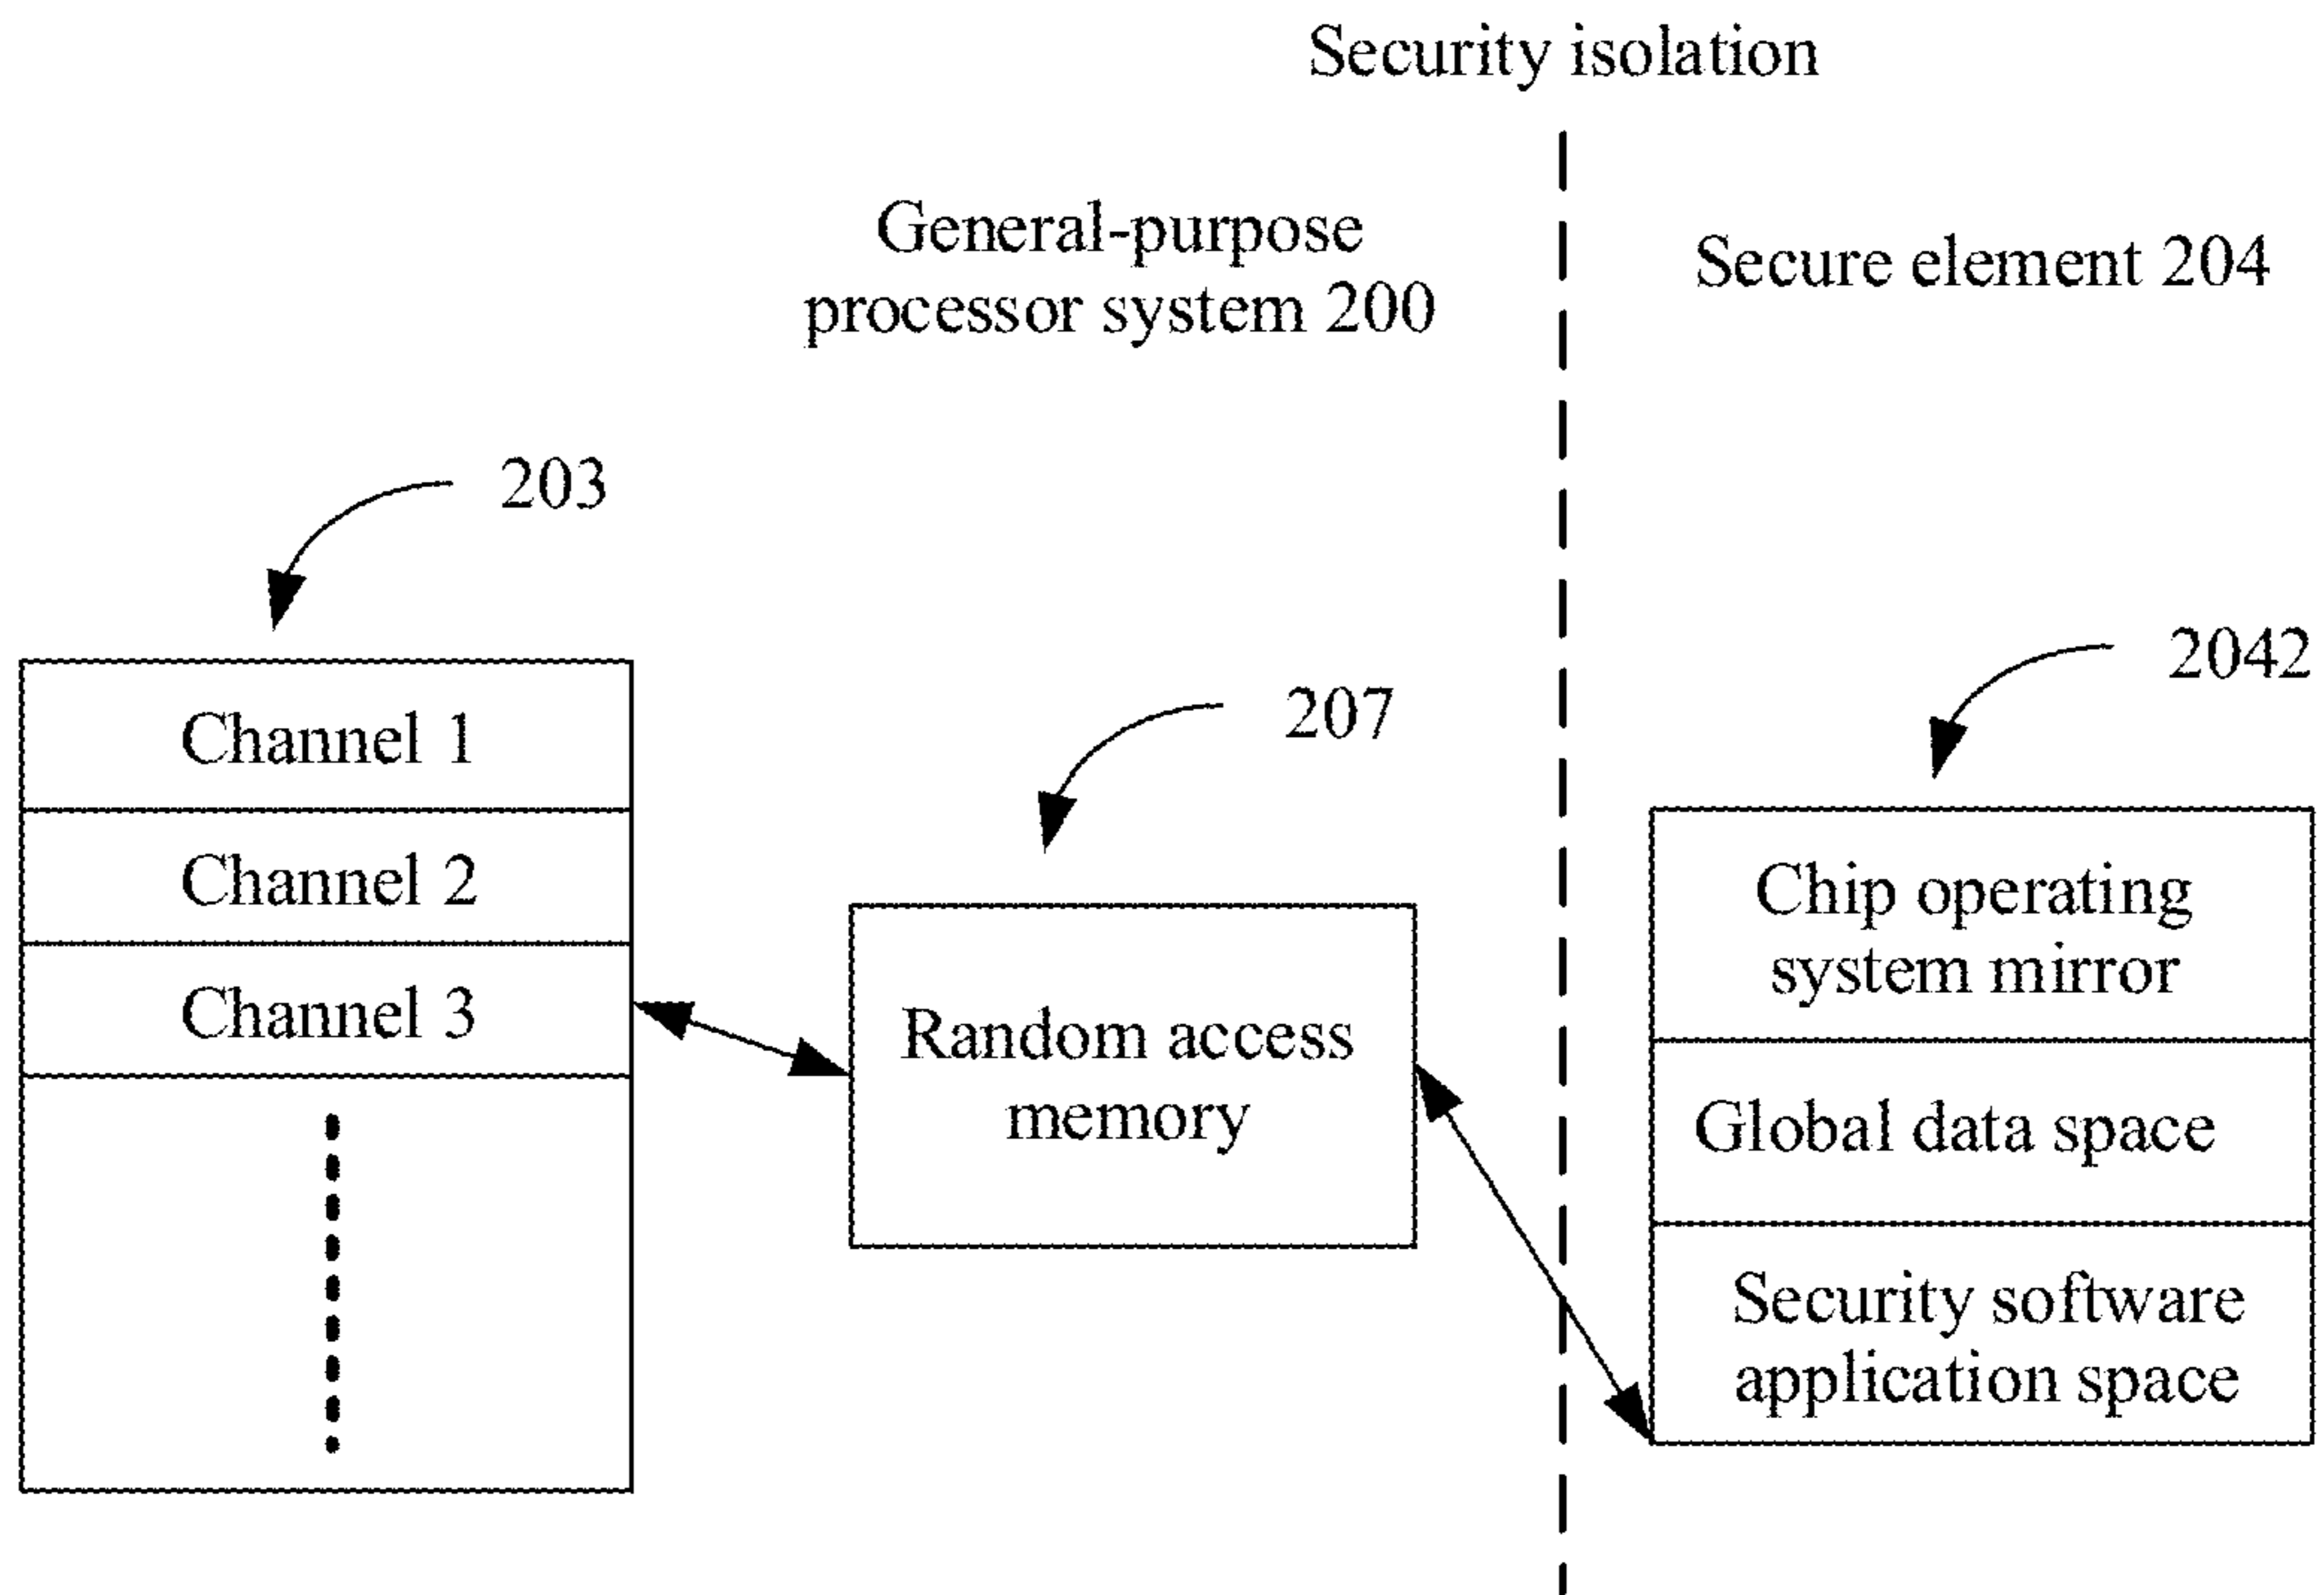 Security isolation
General-purpose
processor system 200
Secure element 204
203
Channel 1
Channel 2
Channel 3
207
Random access
memory
2042
Chip operating
system mirror
Global data space
Security software
application space